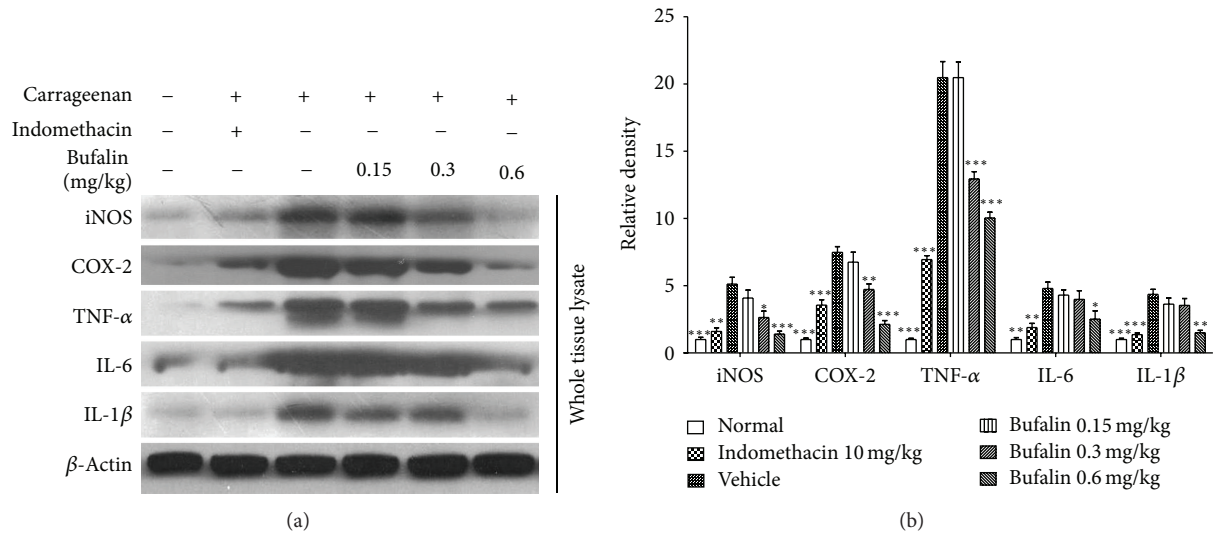 Carrageenan − + + + + +
Indomethacin − + − − − −
Bufalin
(mg/kg) − − − 0.15 0.3 0.6
iNOS
COX-2
TNF-α
IL-6
IL-1β
β-Actin
Whole tissue lysate
(a)
25
20
15
10
5
0
Relative density
*** ** * ***
*** *** ** ***
*** *** *** ***
** ** *
*** *** **
iNOS COX-2 TNF-α IL-6 IL-1β
Normal
Indomethacin 10 mg/kg
Vehicle
Bufalin 0.15 mg/kg
Bufalin 0.3 mg/kg
Bufalin 0.6 mg/kg
(b)